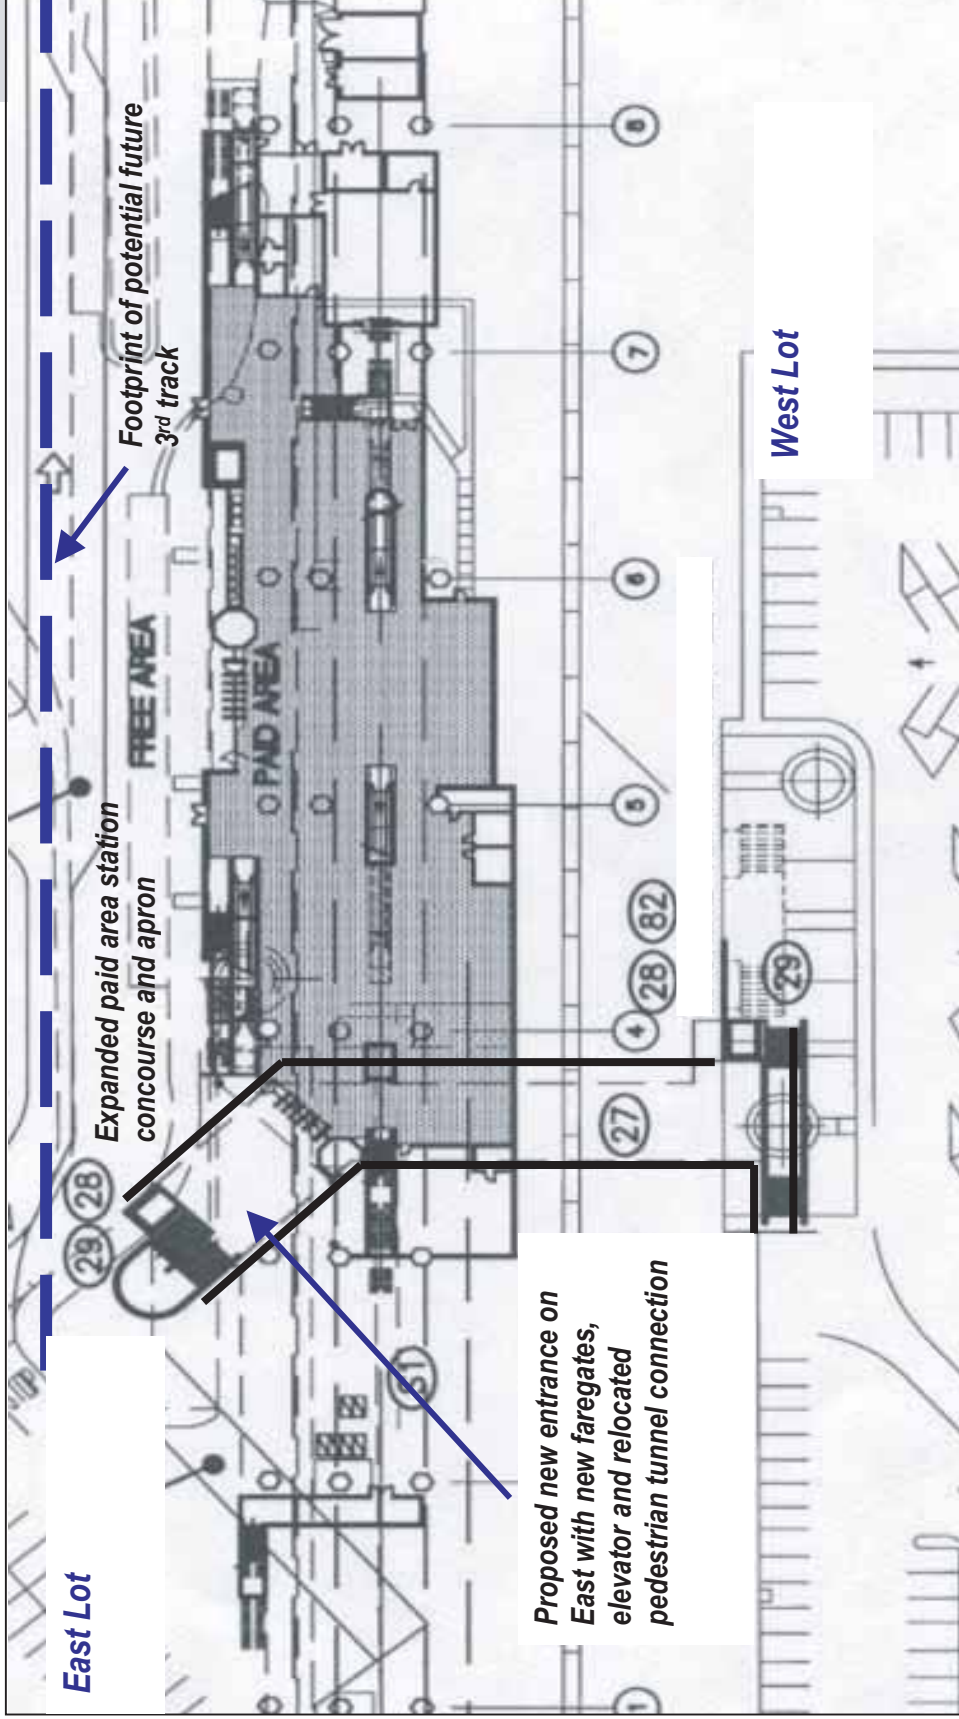 East Lot
Expanded paid area station
concourse and apron
Footprint of potential future
3rd track
29
28
FREE AREA
PAID AREA
61
Proposed new entrance on
East with new faregates,
elevator and relocated
pedestrian tunnel connection
27
28
82
29
1
4
5
6
7
8
West Lot